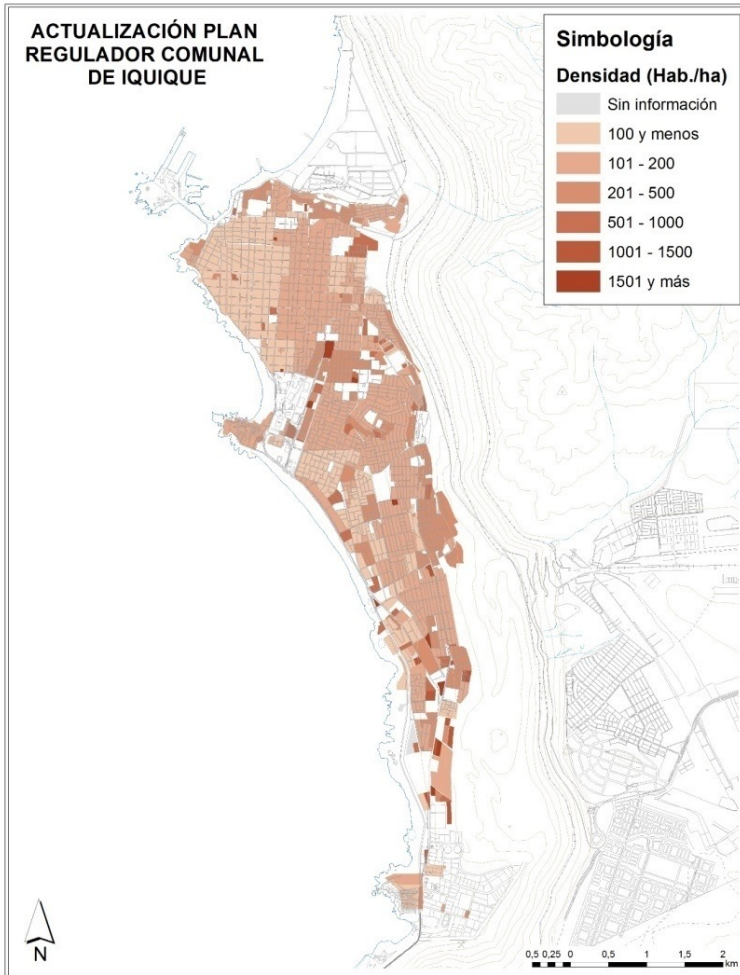 ACTUALIZACIÓN PLAN
REGULADOR COMUNAL
DE IQUIQUE
Simbología
Densidad (Hab./ha)
Sin información
100 y menos
101 - 200
201 - 500
501 - 1000
1001 - 1500
1501 y más
N
0,5 0,25 0 0,5 1 1,5 2
km